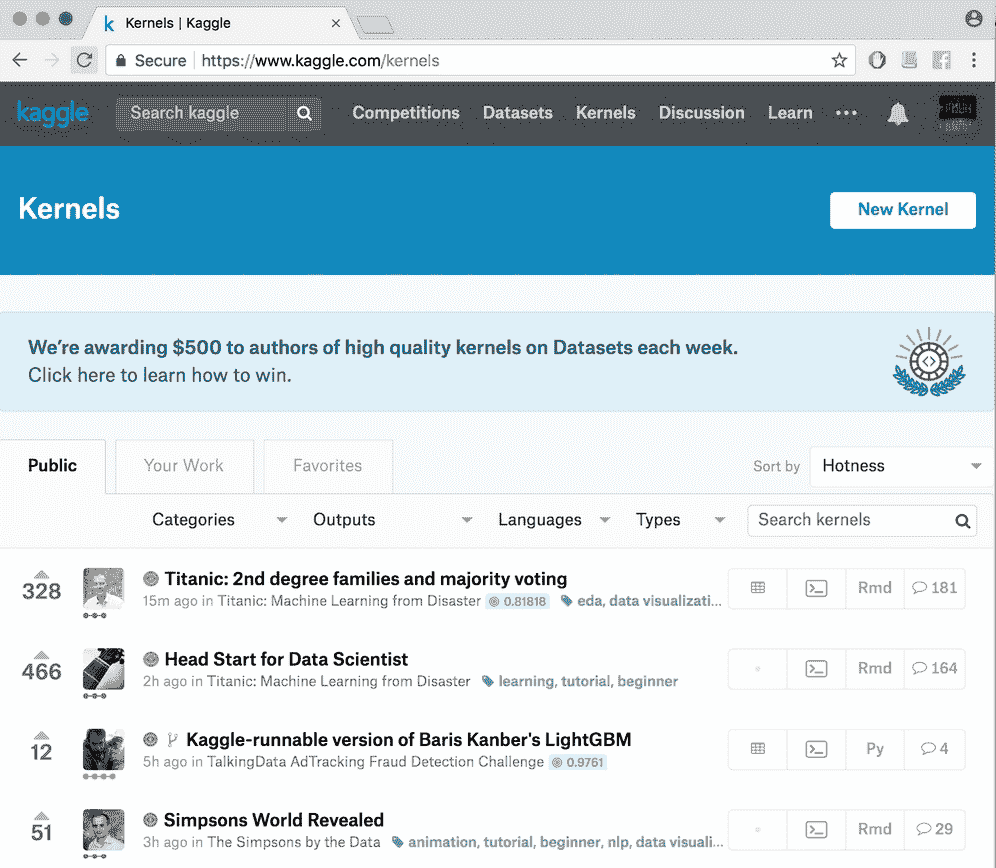 Kernels | Kaggle
Secure https://www.kaggle.com/kernels
kaggle Search kaggle Competitions Datasets Kernels Discussion Learn
Kernels New Kernel
We're awarding $500 to authors of high quality kernels on Datasets each week.
Click here to learn how to win.
Public Your Work Favorites Sort by Hotness
Categories Outputs Languages Types Search kernels
328 Titanic: 2nd degree families and majority voting Rmd 181
15m ago in Titanic: Machine Learning from Disaster 0.81818 eda, data visualizati...
466 Head Start for Data Scientist Rmd 164
2h ago in Titanic: Machine Learning from Disaster learning, tutorial, beginner
12 Kaggle-runnable version of Baris Kanber's LightGBM Py 4
5h ago in TalkingData AdTracking Fraud Detection Challenge 0.9761
51 Simpsons World Revealed Rmd 29
3h ago in The Simpsons by the Data animation, tutorial, beginner, nlp, data visuali...